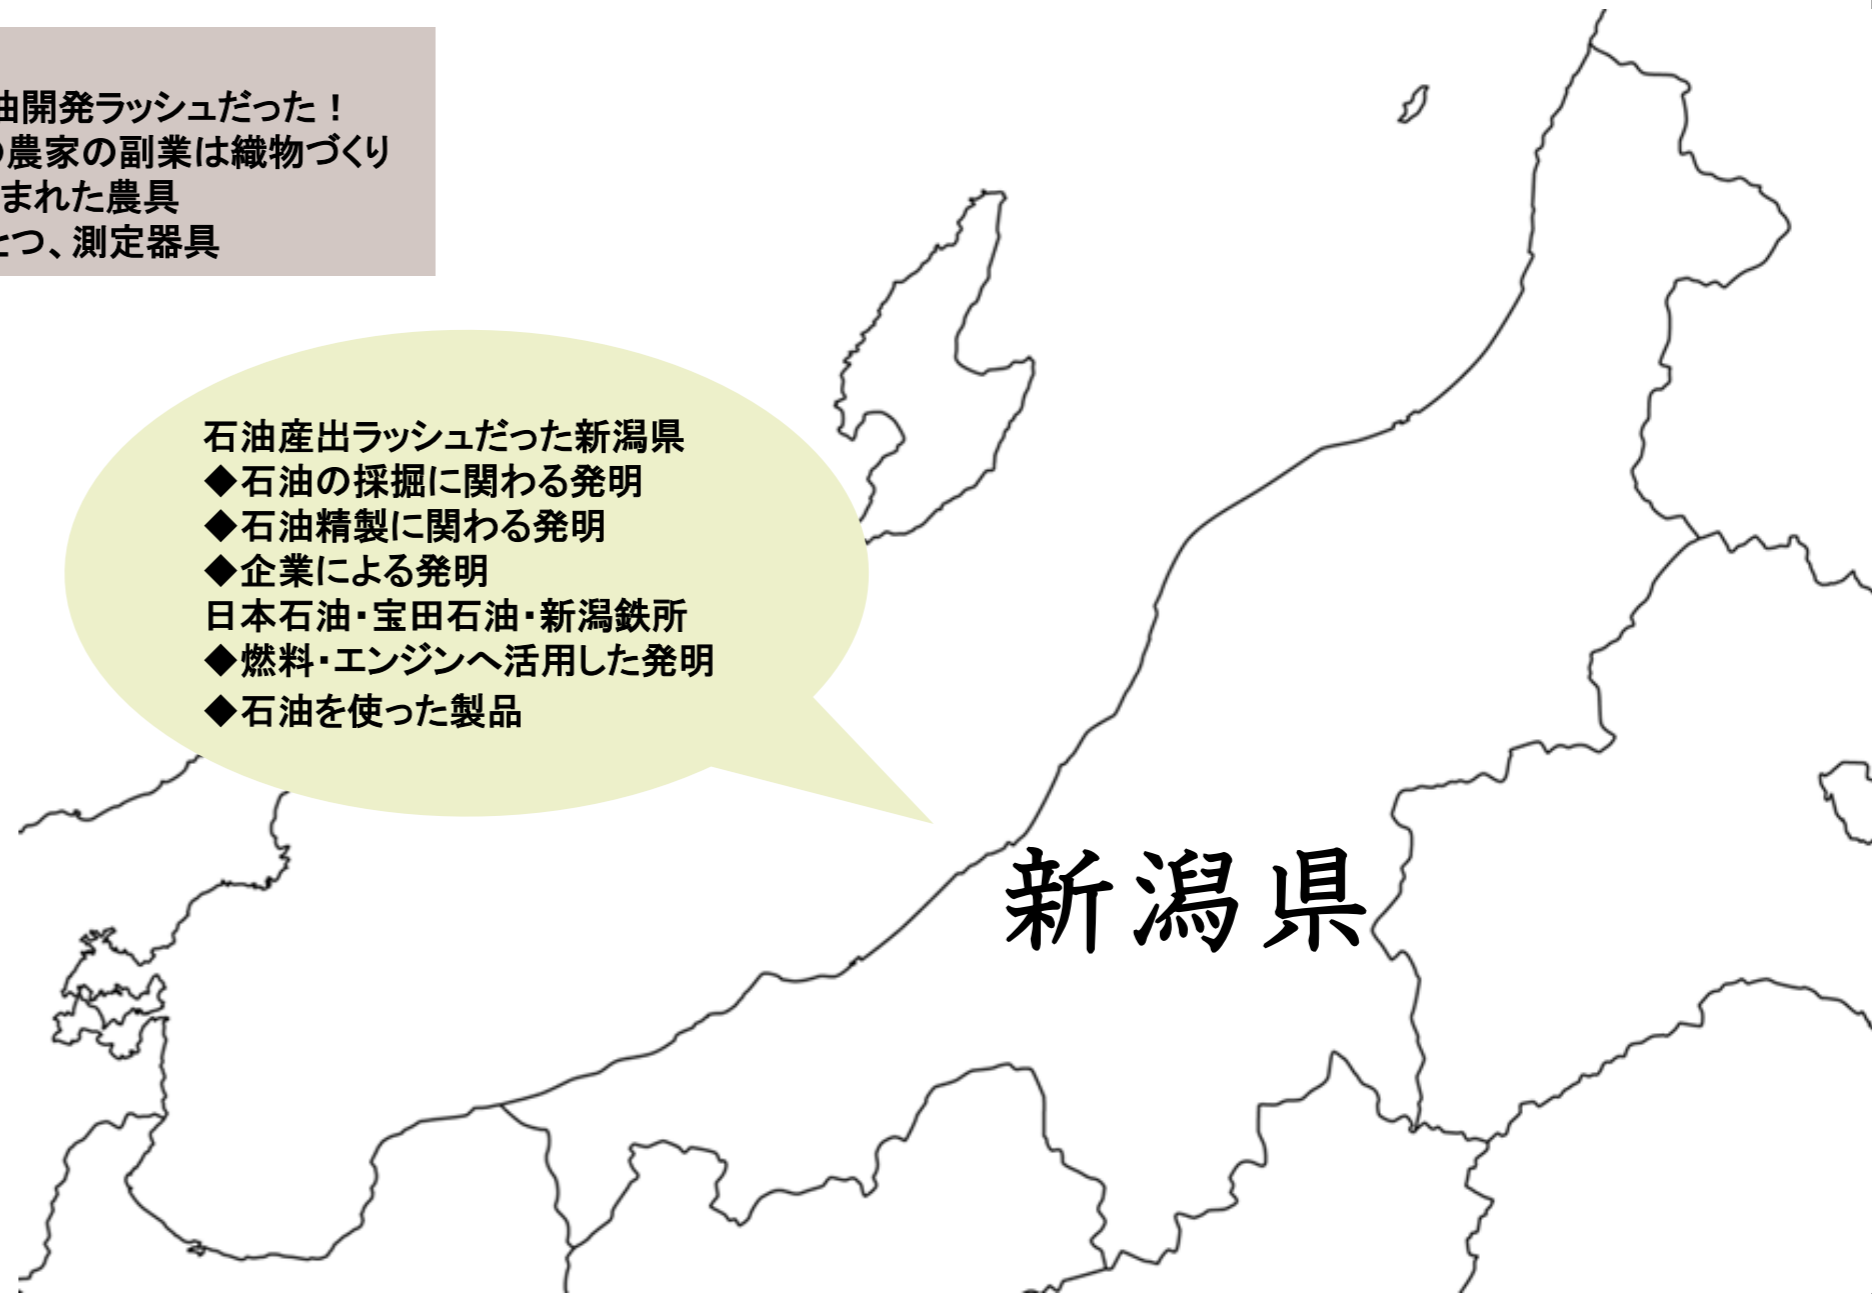 油開発ラッシュだった！
の農家の副業は織物づくり
まれた農具
とつ、測定器具
石油産出ラッシュだった新潟県
◆石油の採掘に関わる発明
◆石油精製に関わる発明
◆企業による発明
日本石油・宝田石油・新潟鉄所
◆燃料・エンジンへ活用した発明
◆石油を使った製品
新潟県